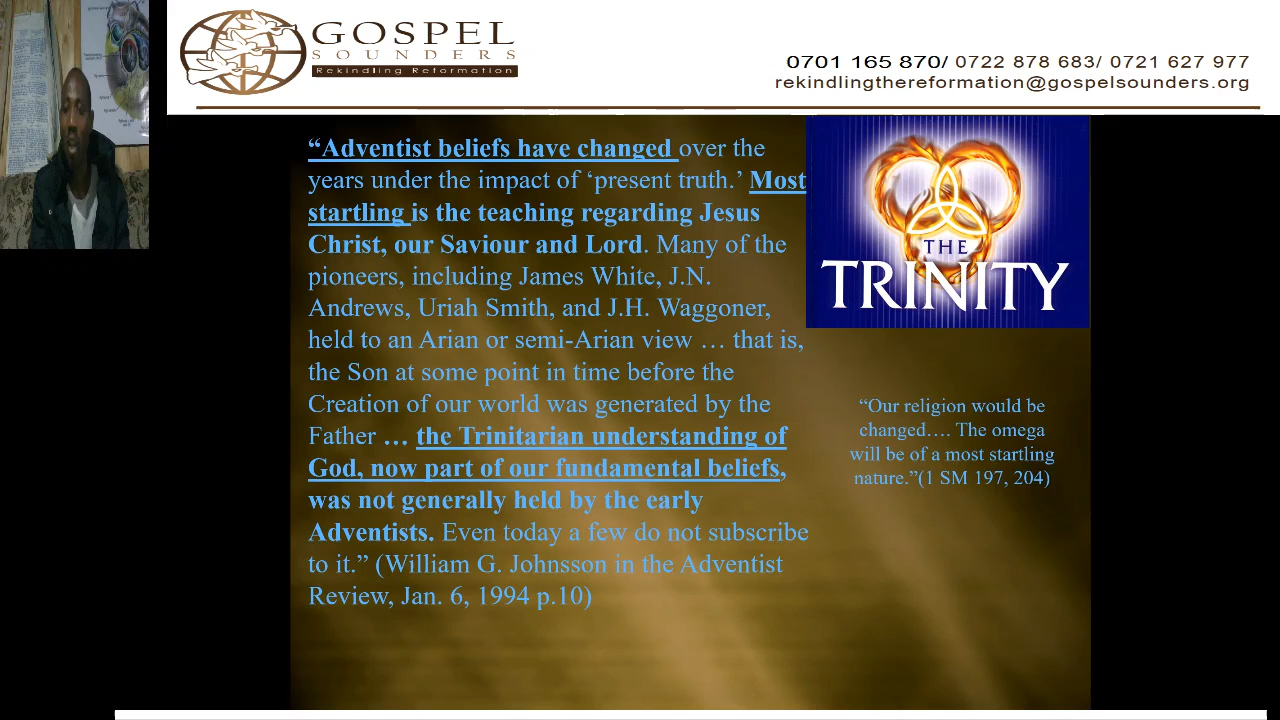 GOSPEL
SOUNDERS
Rekindling Reformation
0701 165 870/ 0722 878 683/ 0721 627 977
rekindlingthereformation@gospelsounders.org
“Adventist beliefs have changed over the
years under the impact of ‘present truth.’ Most
startling is the teaching regarding Jesus
Christ, our Saviour and Lord. Many of the
pioneers, including James White, J.N.
Andrews, Uriah Smith, and J.H. Waggoner,
held to an Arian or semi-Arian view … that is,
the Son at some point in time before the
Creation of our world was generated by the
Father … the Trinitarian understanding of
God, now part of our fundamental beliefs,
was not generally held by the early
Adventists. Even today a few do not subscribe
to it.” (William G. Johnsson in the Adventist
Review, Jan. 6, 1994 p.10)
THE
TRINITY
“Our religion would be
changed…. The omega
will be of a most startling
nature.”(1 SM 197, 204)